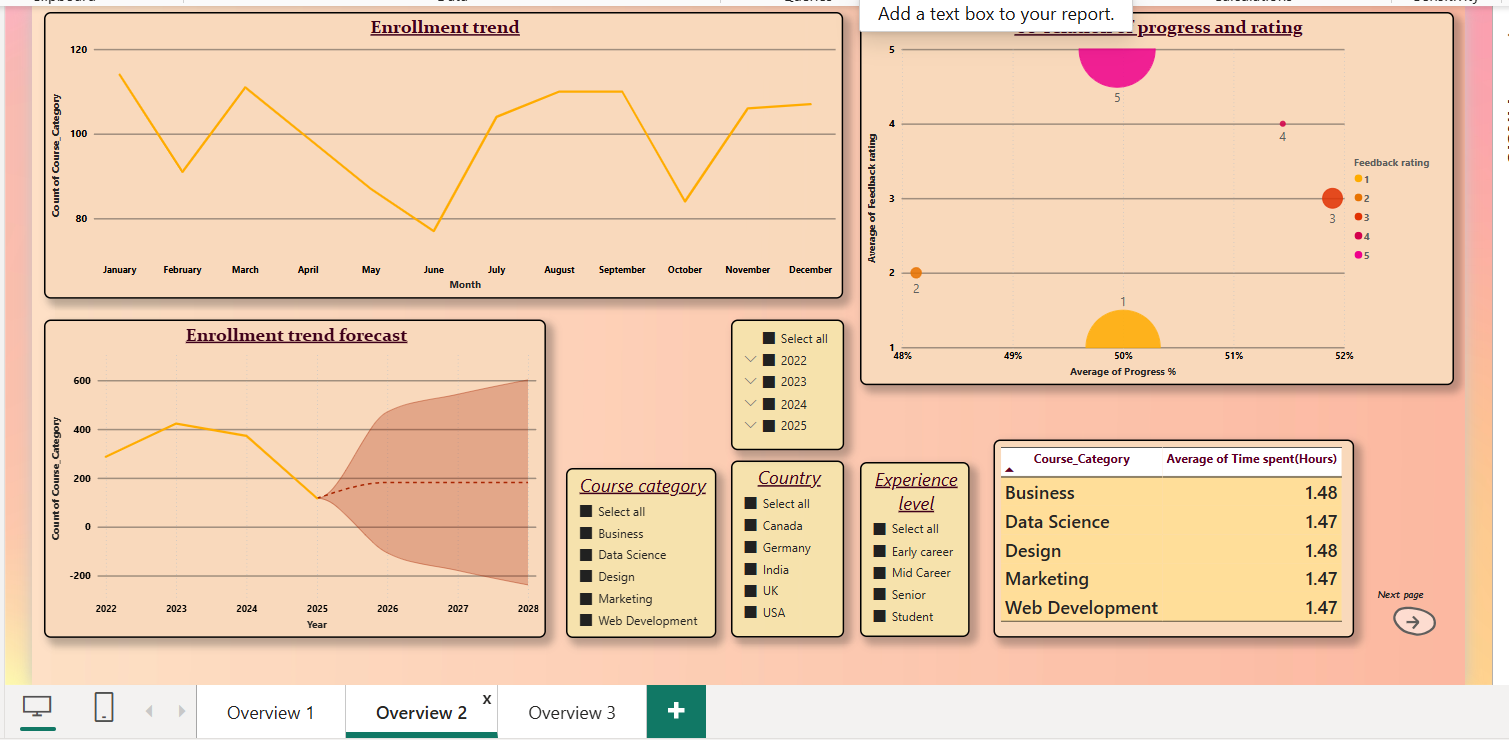 Add a text box to your report.
Enrollment trend
120
100
80
Count of Course_Category
January February March April May June July August September October November December
Month
progress and rating
5
4
3
2
1
Average of Feedback rating
5
4
3
2
1
48% 49% 50% 51% 52%
Average of Progress %
Feedback rating
1
2
3
4
5
Enrollment trend forecast
600
400
200
0
-200
Count of Course_Category
2022 2023 2024 2025 2026 2027 2028
Year
Select all
2022
2023
2024
2025
Course category
Select all
Business
Data Science
Design
Marketing
Web Development
Country
Select all
Canada
Germany
India
UK
USA
Experience
level
Select all
Early career
Mid Career
Senior
Student
Course_Category Average of Time spent(Hours)
Business 1.48
Data Science 1.47
Design 1.48
Marketing 1.47
Web Development 1.47
Next page
Overview 1 Overview 2 X Overview 3 +